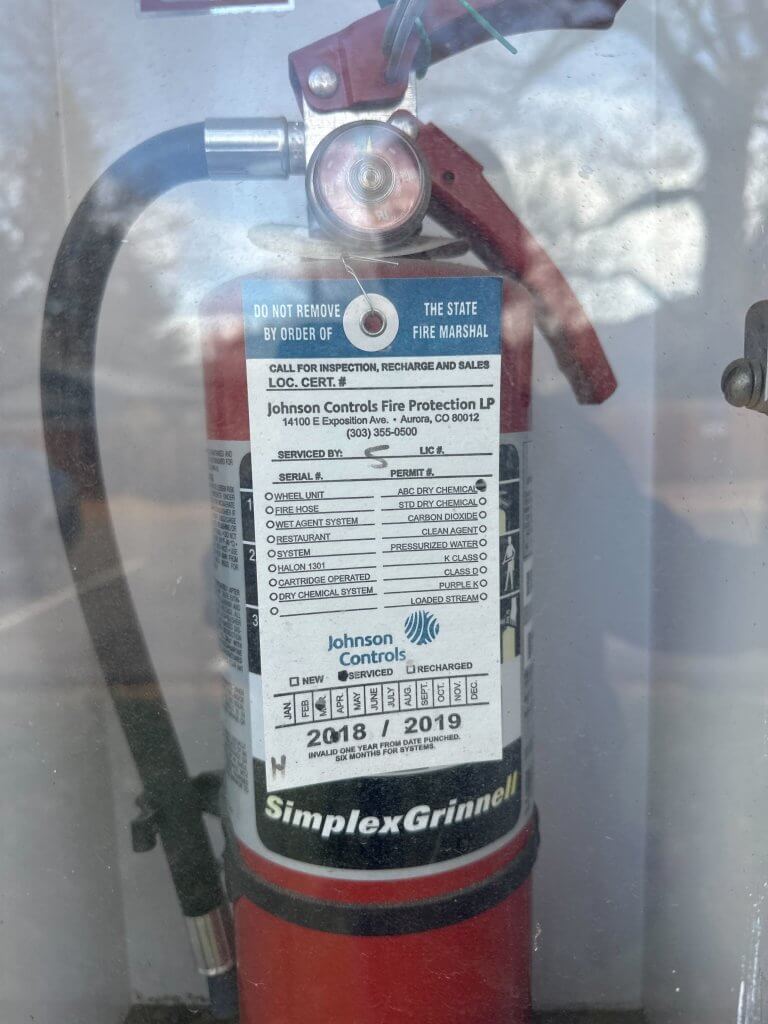 DO NOT REMOVE THE STATE
BY ORDER OF FIRE MARSHAL
CALL FOR INSPECTION, RECHARGE AND SALES
LOC. CERT. #
Johnson Controls Fire Protection LP
14100 E Exposition Ave. • Aurora, CO 80012
(303) 355-0500
SERVICED BY: S LIC #.
SERIAL #. PERMIT #.
WHEEL UNIT ABC DRY CHEMICAL
FIRE HOSE STD DRY CHEMICAL
WET AGENT SYSTEM CARBON DIOXIDE
RESTAURANT CLEAN AGENT
SYSTEM PRESSURIZED WATER
HALON 1301 K CLASS
CARTRIDGE OPERATED CLASS D
DRY CHEMICAL SYSTEM PURPLE K
LOADED STREAM
Johnson
Controls
NEW SERVICED RECHARGED
JAN. FEB. MAR. APR. MAY JUNE JULY AUG. SEPT. OCT. NOV. DEC.
2018 / 2019
INVALID ONE YEAR FROM DATE PUNCHED.
SIX MONTHS FOR SYSTEMS.
H
SimplexGrinnell
1
2
3